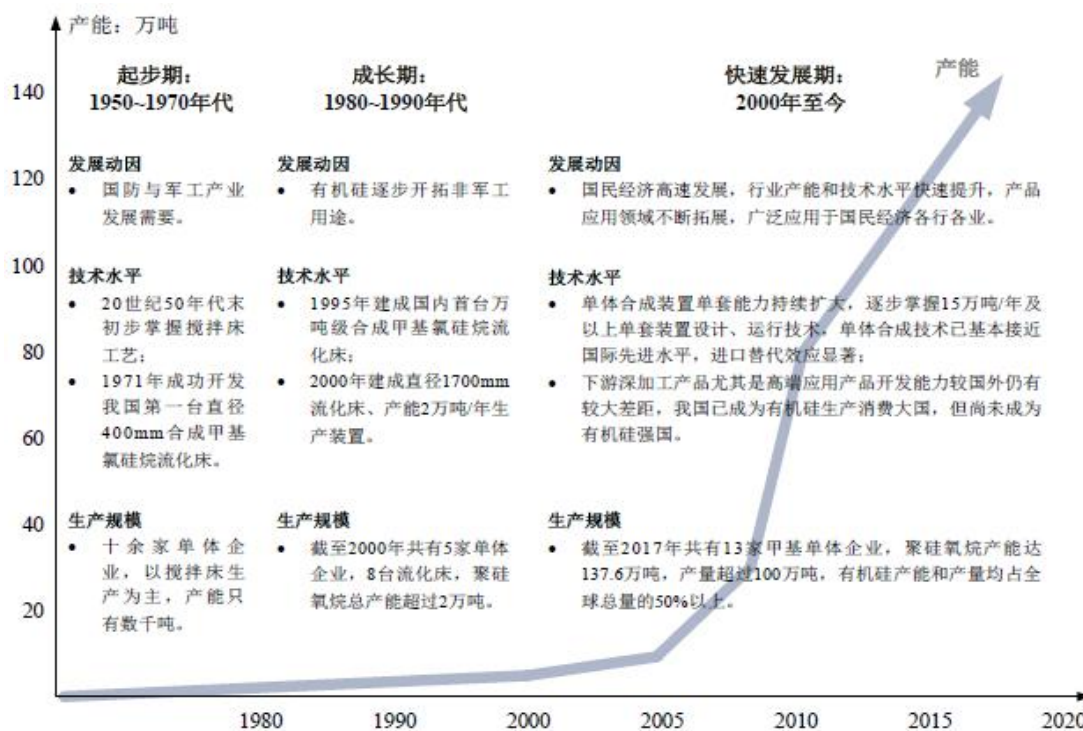 产能：万吨
起步期：
1950~1970年代
成长期：
1980~1990年代
快速发展期：
2000年至今
产能
140
120
100
80
60
40
20
发展动因
• 国防与军工产业
发展需要。
发展动因
• 有机硅逐步开拓非军工
用途。
发展动因
• 国民经济高速发展，行业产能和技术水平快速提升，产品
应用领域不断拓展，广泛应用于国民经济各行各业。
技术水平
• 20世纪50年代末
初步掌握搅拌床
工艺；
• 1971年成功开发
我国第一台直径
400mm合成甲基
氯硅烷流化床。
技术水平
• 1995年建成国内首台万
吨级合成甲基氯硅烷流
化床；
• 2000年建成直径1700mm
流化床、产能2万吨/年生
产装置。
技术水平
• 单体合成装置单套能力持续扩大，逐步掌握15万吨/年及
以上单套装置设计、运行技术，单体合成技术已基本接近
国际先进水平，进口替代效应显著；
• 下游深加工产品尤其是高端应用产品开发能力较国外仍有
较大差距，我国已成为有机硅生产消费大国，但尚未成为
有机硅强国。
生产规模
• 十余家单体企
业，以搅拌床生
产为主，产能只
有数千吨。
生产规模
• 截至2000年共有5家单体
企业，8台流化床，聚硅
氧烷总产能超过2万吨。
生产规模
• 截至2017年共有13家甲基单体企业，聚硅氧烷产能达
137.6万吨，产量超过100万吨，有机硅产能和产量均占全
球总量的50%以上。
1980
1990
2000
2005
2010
2015
2020